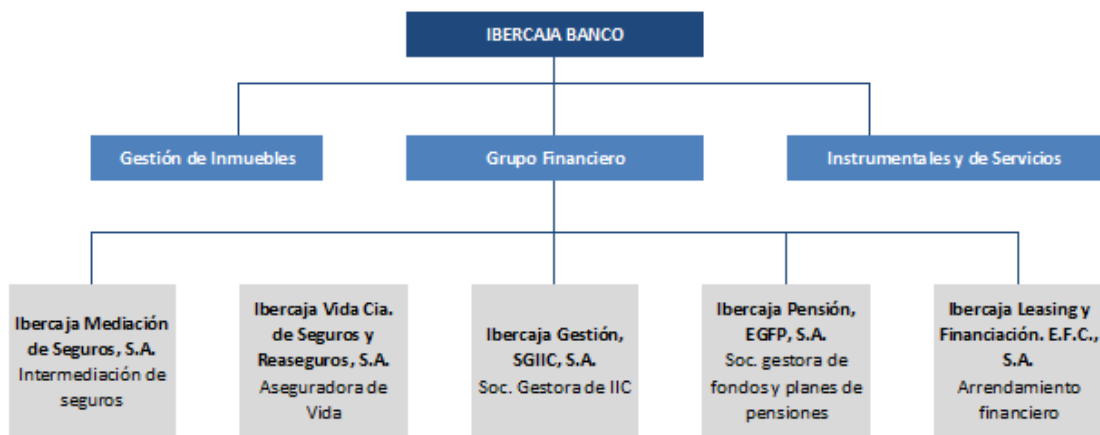 IBERCAJA BANCO
Gestión de Inmuebles
Grupo Financiero
Instrumentales y de Servicios
Ibercaja Mediación
de Seguros, S.A.
Intermediación de
seguros
Ibercaja Vida Cia.
de Seguros y
Reaseguros, S.A.
Aseguradora de
Vida
Ibercaja Gestión,
SGIIC, S.A.
Soc. Gestora de IIC
Ibercaja Pensión,
EGFP, S.A.
Soc. gestora de
fondos y planes de
pensiones
Ibercaja Leasing y
Financiación. E.F.C.,
S.A.
Arrendamiento
financiero